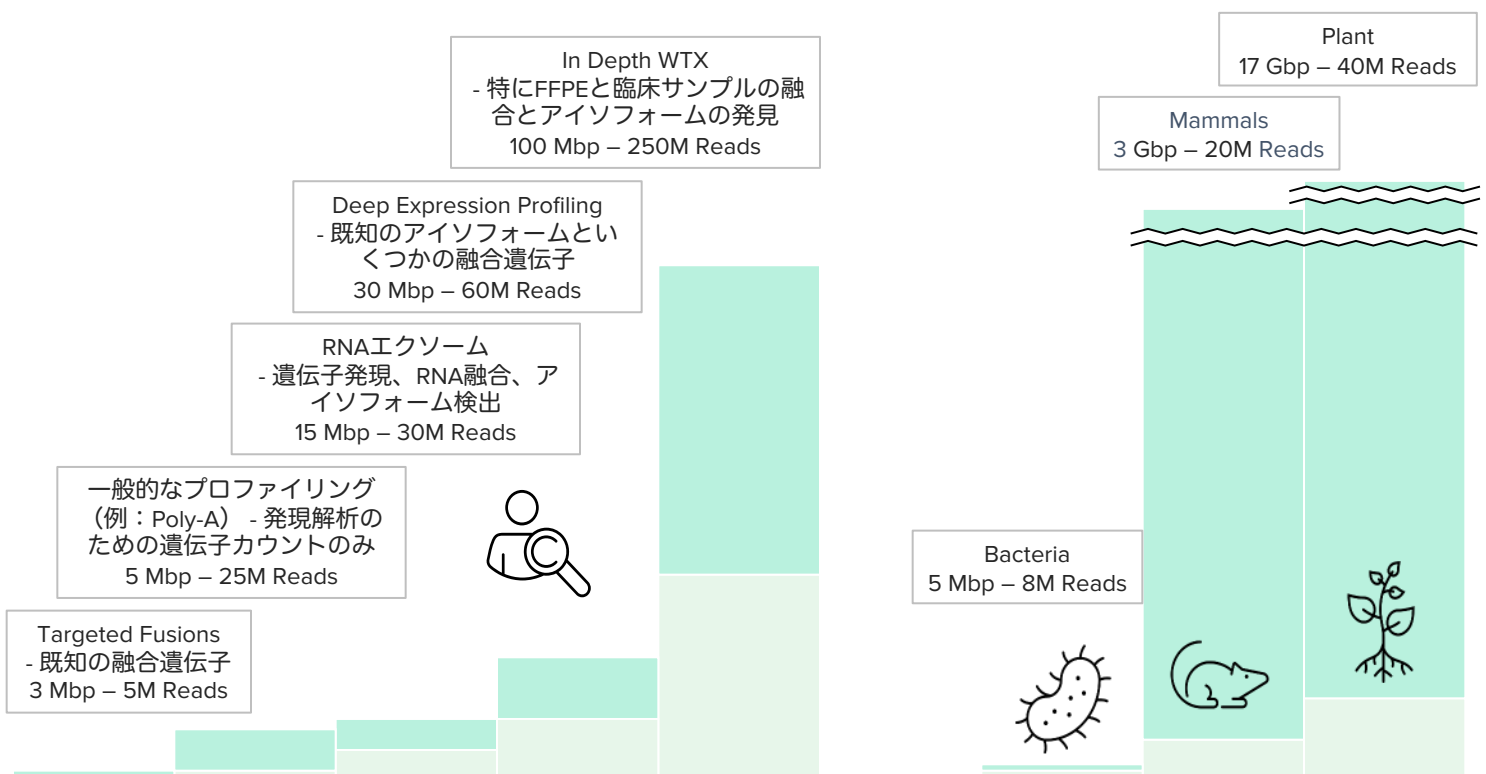 In Depth WTX
- 特にFFPEと臨床サンプルの融
合とアイソフォームの発見
100 Mbp – 250M Reads
Deep Expression Profiling
- 既知のアイソフォームとい
くつかの融合遺伝子
30 Mbp – 60M Reads
RNAエクソーム
- 遺伝子発現、RNA融合、ア
イソフォーム検出
15 Mbp – 30M Reads
一般的なプロファイリング
（例：Poly-A） - 発現解析の
ための遺伝子カウントのみ
5 Mbp – 25M Reads
Targeted Fusions
- 既知の融合遺伝子
3 Mbp – 5M Reads
Plant
17 Gbp – 40M Reads
Mammals
3 Gbp – 20M Reads
Bacteria
5 Mbp – 8M Reads